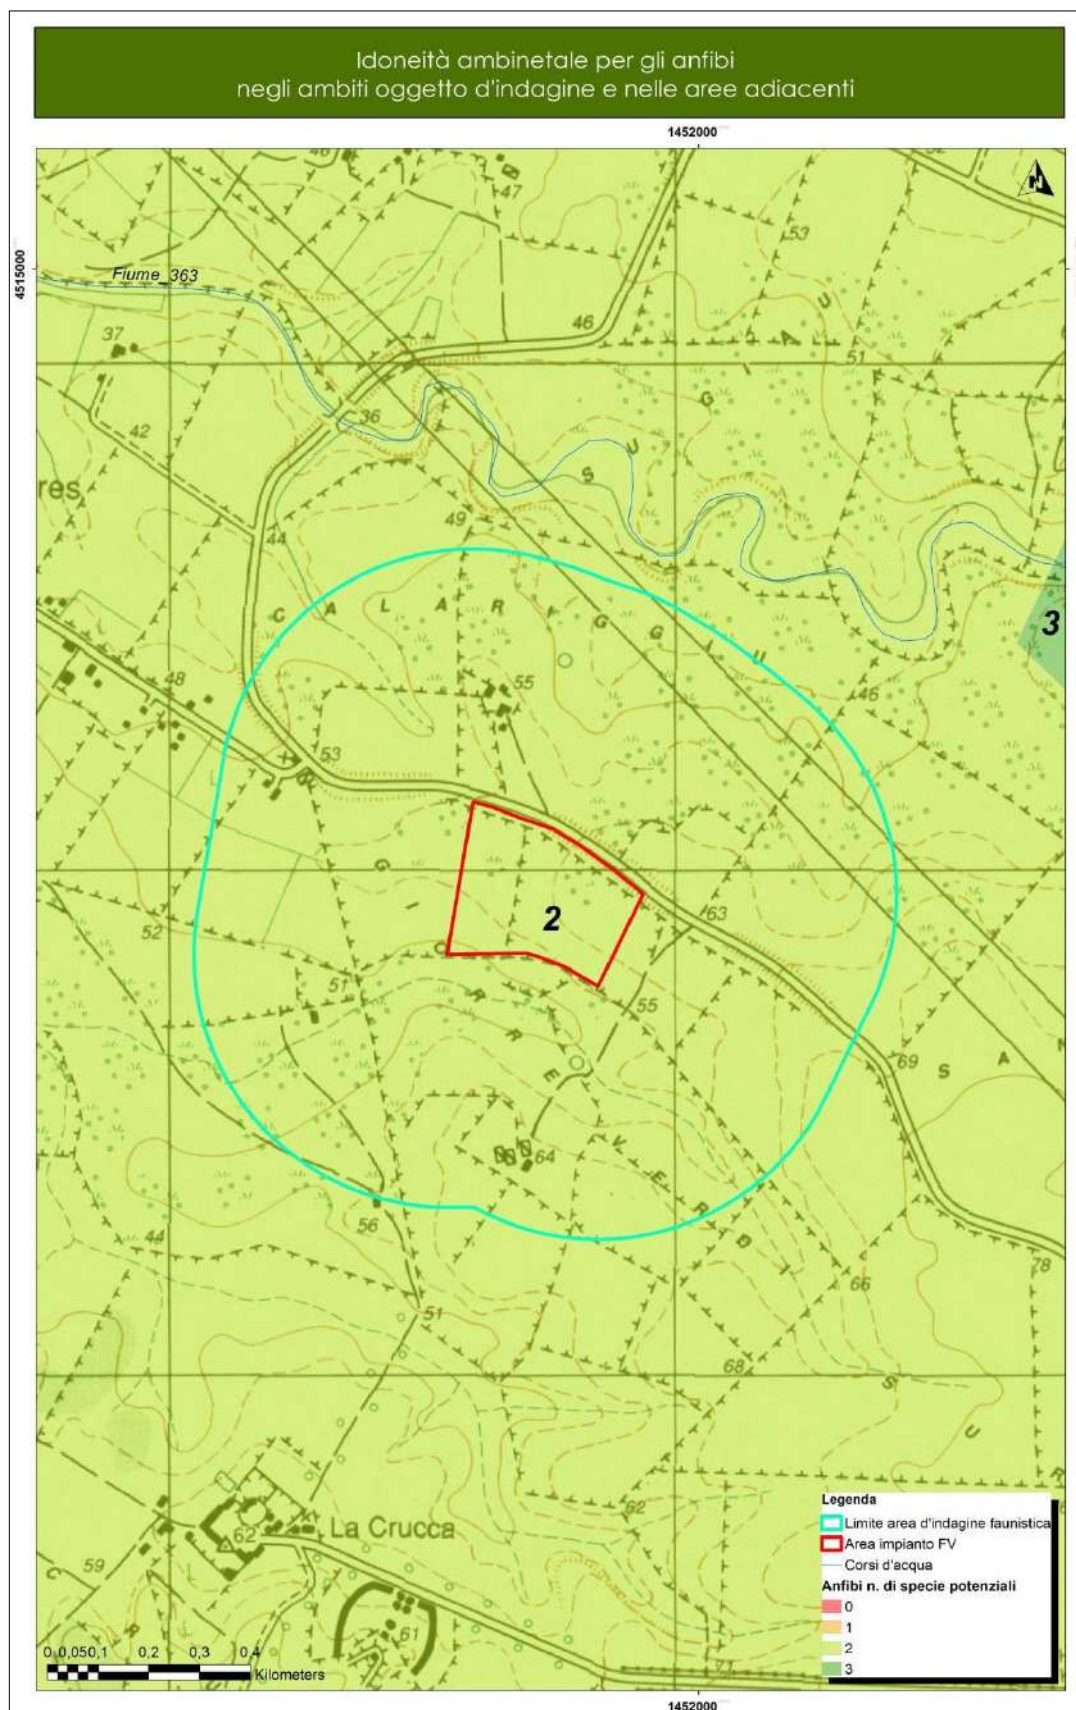 Idoneità ambinetale per gli anfibi
negli ambiti oggetto d'indagine e nelle aree adiacenti
1452000
4515000
46
47
52
53
Fiume_363
37
46
51
36
42
S U G I A
res
49
44
3
C A L A R I G G I U
48
55
46
53
G I O R R E V E R D I
2
63
52
51
55
69
S A
64
56
44
66
51
78
68
S U R
62
La Crucca
62
59
61
71
Legenda
Limite area d'indagine faunistica
Area impianto FV
Corsi d'acqua
Anfibi n. di specie potenziali
0
1
2
3
0 0,050,1 0,2 0,3 0,4
Kilometers
1452000